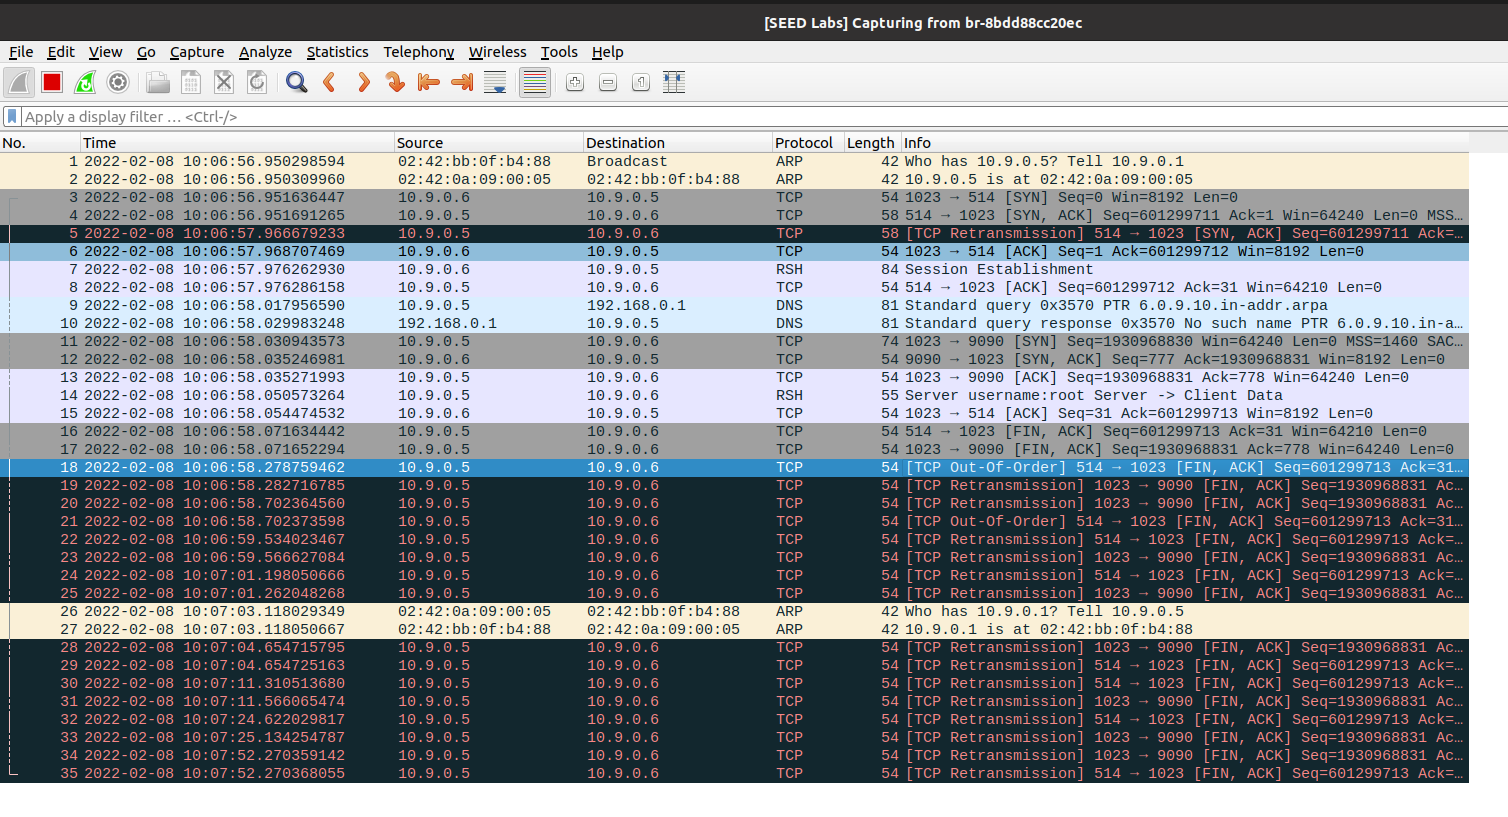 [SEED Labs] Capturing from br-8bdd88cc20ec
File Edit View Go Capture Analyze Statistics Telephony Wireless Tools Help
Apply a display filter … <Ctrl-/>
No. Time Source Destination Protocol Length Info
1 2022-02-08 10:06:56.950298594 02:42:bb:0f:b4:88 Broadcast ARP 42 Who has 10.9.0.5? Tell 10.9.0.1
2 2022-02-08 10:06:56.950309960 02:42:0a:09:00:05 02:42:bb:0f:b4:88 ARP 42 10.9.0.5 is at 02:42:0a:09:00:05
3 2022-02-08 10:06:56.951636447 10.9.0.6 10.9.0.5 TCP 54 1023 → 514 [SYN] Seq=0 Win=8192 Len=0
4 2022-02-08 10:06:56.951691265 10.9.0.5 10.9.0.6 TCP 58 514 → 1023 [SYN, ACK] Seq=601299711 Ack=1 Win=64240 Len=0 MSS…
5 2022-02-08 10:06:57.966679233 10.9.0.5 10.9.0.6 TCP 58 [TCP Retransmission] 514 → 1023 [SYN, ACK] Seq=601299711 Ack=…
6 2022-02-08 10:06:57.968707469 10.9.0.6 10.9.0.5 TCP 54 1023 → 514 [ACK] Seq=1 Ack=601299712 Win=8192 Len=0
7 2022-02-08 10:06:57.976262930 10.9.0.6 10.9.0.5 RSH 84 Session Establishment
8 2022-02-08 10:06:57.976286158 10.9.0.5 10.9.0.6 TCP 54 514 → 1023 [ACK] Seq=601299712 Ack=31 Win=64210 Len=0
9 2022-02-08 10:06:58.017956590 10.9.0.5 192.168.0.1 DNS 81 Standard query 0x3570 PTR 6.0.9.10.in-addr.arpa
10 2022-02-08 10:06:58.029983248 192.168.0.1 10.9.0.5 DNS 81 Standard query response 0x3570 No such name PTR 6.0.9.10.in-a…
11 2022-02-08 10:06:58.030943573 10.9.0.5 10.9.0.6 TCP 74 1023 → 9090 [SYN] Seq=1930968830 Win=64240 Len=0 MSS=1460 SAC…
12 2022-02-08 10:06:58.035246981 10.9.0.6 10.9.0.5 TCP 54 9090 → 1023 [SYN, ACK] Seq=777 Ack=1930968831 Win=8192 Len=0
13 2022-02-08 10:06:58.035271993 10.9.0.5 10.9.0.6 TCP 54 1023 → 9090 [ACK] Seq=1930968831 Ack=778 Win=64240 Len=0
14 2022-02-08 10:06:58.050573264 10.9.0.5 10.9.0.6 RSH 55 Server username:root Server -> Client Data
15 2022-02-08 10:06:58.054474532 10.9.0.6 10.9.0.5 TCP 54 1023 → 514 [ACK] Seq=31 Ack=601299713 Win=8192 Len=0
16 2022-02-08 10:06:58.071634442 10.9.0.5 10.9.0.6 TCP 54 514 → 1023 [FIN, ACK] Seq=601299713 Ack=31 Win=64210 Len=0
17 2022-02-08 10:06:58.071652294 10.9.0.5 10.9.0.6 TCP 54 1023 → 9090 [FIN, ACK] Seq=1930968831 Ack=778 Win=64240 Len=0
18 2022-02-08 10:06:58.278759462 10.9.0.5 10.9.0.6 TCP 54 [TCP Out-Of-Order] 514 → 1023 [FIN, ACK] Seq=601299713 Ack=31…
19 2022-02-08 10:06:58.282716785 10.9.0.5 10.9.0.6 TCP 54 [TCP Retransmission] 1023 → 9090 [FIN, ACK] Seq=1930968831 Ac…
20 2022-02-08 10:06:58.702364560 10.9.0.5 10.9.0.6 TCP 54 [TCP Retransmission] 1023 → 9090 [FIN, ACK] Seq=1930968831 Ac…
21 2022-02-08 10:06:58.702373598 10.9.0.5 10.9.0.6 TCP 54 [TCP Out-Of-Order] 514 → 1023 [FIN, ACK] Seq=601299713 Ack=31…
22 2022-02-08 10:06:59.534023467 10.9.0.5 10.9.0.6 TCP 54 [TCP Retransmission] 514 → 1023 [FIN, ACK] Seq=601299713 Ack=…
23 2022-02-08 10:06:59.566627084 10.9.0.5 10.9.0.6 TCP 54 [TCP Retransmission] 1023 → 9090 [FIN, ACK] Seq=1930968831 Ac…
24 2022-02-08 10:07:01.198050666 10.9.0.5 10.9.0.6 TCP 54 [TCP Retransmission] 514 → 1023 [FIN, ACK] Seq=601299713 Ack=…
25 2022-02-08 10:07:01.262048268 10.9.0.5 10.9.0.6 TCP 54 [TCP Retransmission] 1023 → 9090 [FIN, ACK] Seq=1930968831 Ac…
26 2022-02-08 10:07:03.118029349 02:42:0a:09:00:05 02:42:bb:0f:b4:88 ARP 42 Who has 10.9.0.1? Tell 10.9.0.5
27 2022-02-08 10:07:03.118050667 02:42:bb:0f:b4:88 02:42:0a:09:00:05 ARP 42 10.9.0.1 is at 02:42:bb:0f:b4:88
28 2022-02-08 10:07:04.654715795 10.9.0.5 10.9.0.6 TCP 54 [TCP Retransmission] 1023 → 9090 [FIN, ACK] Seq=1930968831 Ac…
29 2022-02-08 10:07:04.654725163 10.9.0.5 10.9.0.6 TCP 54 [TCP Retransmission] 514 → 1023 [FIN, ACK] Seq=601299713 Ack=…
30 2022-02-08 10:07:11.310513680 10.9.0.5 10.9.0.6 TCP 54 [TCP Retransmission] 514 → 1023 [FIN, ACK] Seq=601299713 Ack=…
31 2022-02-08 10:07:11.566065474 10.9.0.5 10.9.0.6 TCP 54 [TCP Retransmission] 1023 → 9090 [FIN, ACK] Seq=1930968831 Ac…
32 2022-02-08 10:07:24.622029817 10.9.0.5 10.9.0.6 TCP 54 [TCP Retransmission] 514 → 1023 [FIN, ACK] Seq=601299713 Ack=…
33 2022-02-08 10:07:25.134254787 10.9.0.5 10.9.0.6 TCP 54 [TCP Retransmission] 1023 → 9090 [FIN, ACK] Seq=1930968831 Ac…
34 2022-02-08 10:07:52.270359142 10.9.0.5 10.9.0.6 TCP 54 [TCP Retransmission] 1023 → 9090 [FIN, ACK] Seq=1930968831 Ac…
35 2022-02-08 10:07:52.270368055 10.9.0.5 10.9.0.6 TCP 54 [TCP Retransmission] 514 → 1023 [FIN, ACK] Seq=601299713 Ack=…